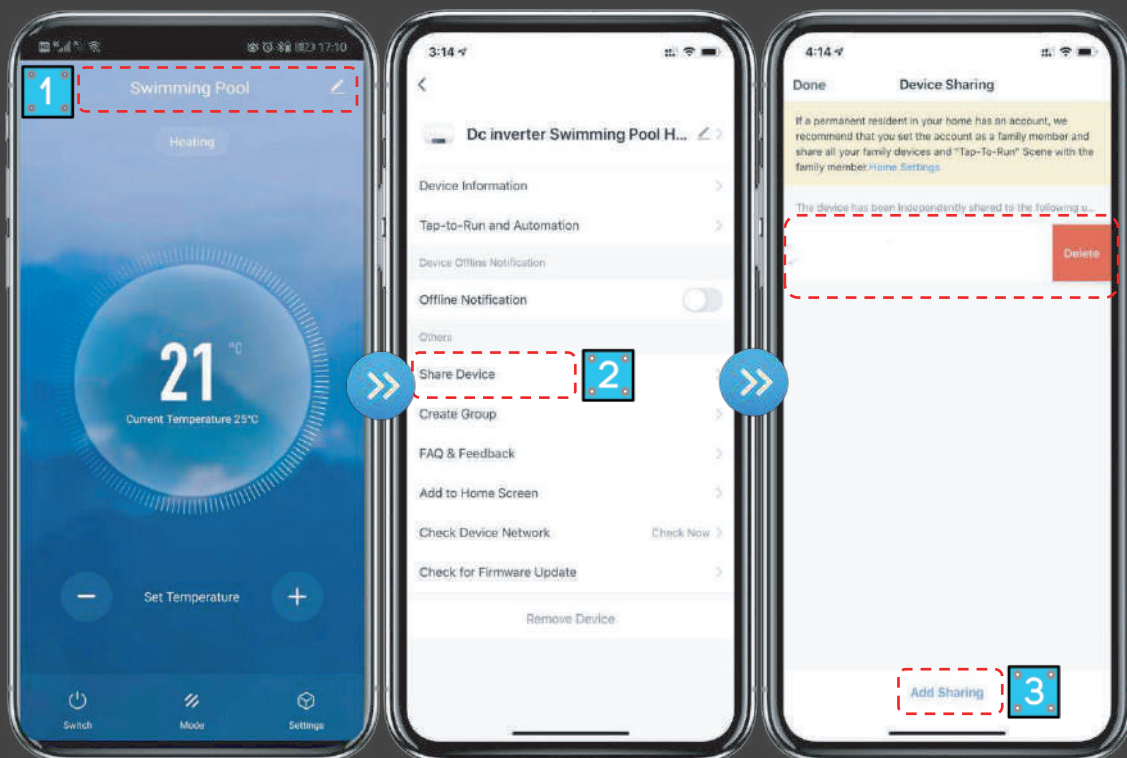 17:10
1
Swimming Pool
Heating
21 °C
Current Temperature 25°C
Set Temperature
Switch
Mode
Settings
3:14
Dc inverter Swimming Pool H...
Device Information
Tap-to-Run and Automation
Device Offline Notification
Offline Notification
Others
Share Device
2
Create Group
FAQ & Feedback
Add to Home Screen
Check Device Network Check Now
Check for Firmware Update
Remove Device
4:14
Done Device Sharing
If a permanent resident in your home has an account, we
recommend that you set the account as a family member and
share all your family devices and "Tap-To-Run" Scene with the
family member.Home Settings
The device has been independently shared to the following u...
Delete
Add Sharing
3